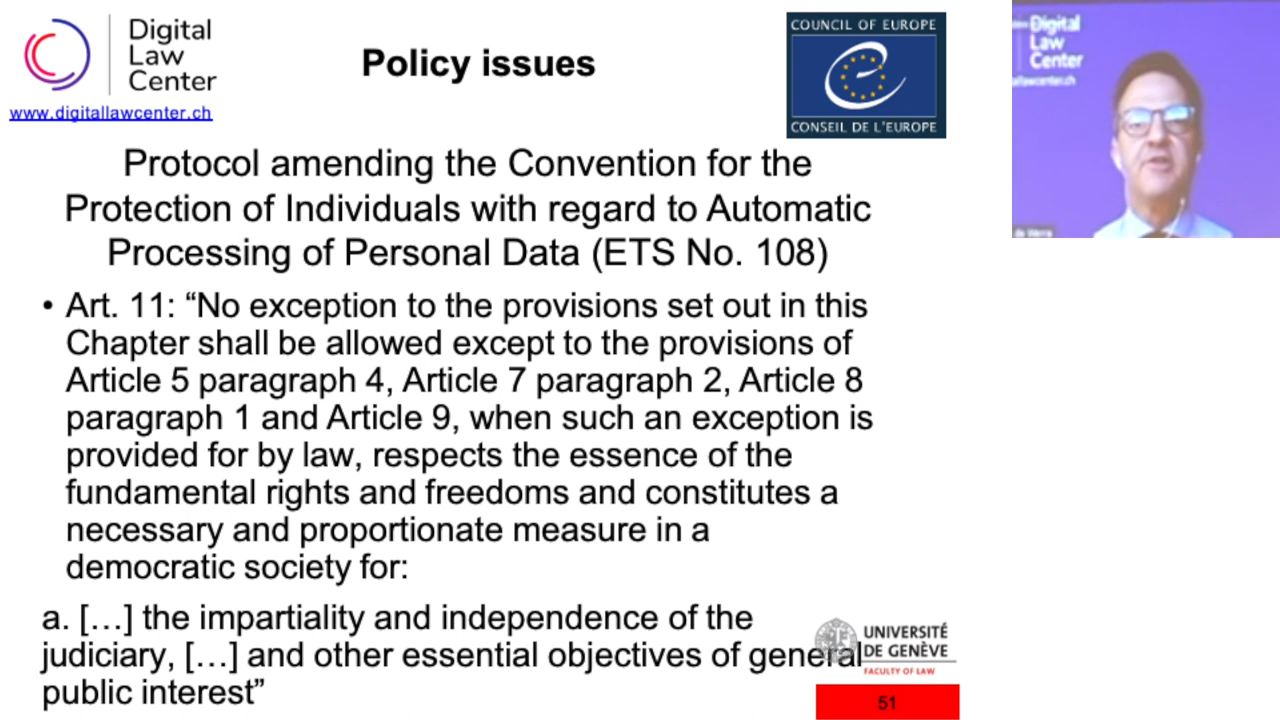 Digital
Law
Center
www.digitallawcenter.ch
Policy issues
COUNCIL OF EUROPE
CONSEIL DE L'EUROPE
Protocol amending the Convention for the
Protection of Individuals with regard to Automatic
Processing of Personal Data (ETS No. 108)
• Art. 11: “No exception to the provisions set out in this
Chapter shall be allowed except to the provisions of
Article 5 paragraph 4, Article 7 paragraph 2, Article 8
paragraph 1 and Article 9, when such an exception is
provided for by law, respects the essence of the
fundamental rights and freedoms and constitutes a
necessary and proportionate measure in a
democratic society for:
a. […] the impartiality and independence of the
judiciary, […] and other essential objectives of general
public interest”
UNIVERSITÉ
DE GENÈVE
FACULTY OF LAW
51
Digital
Law
Center